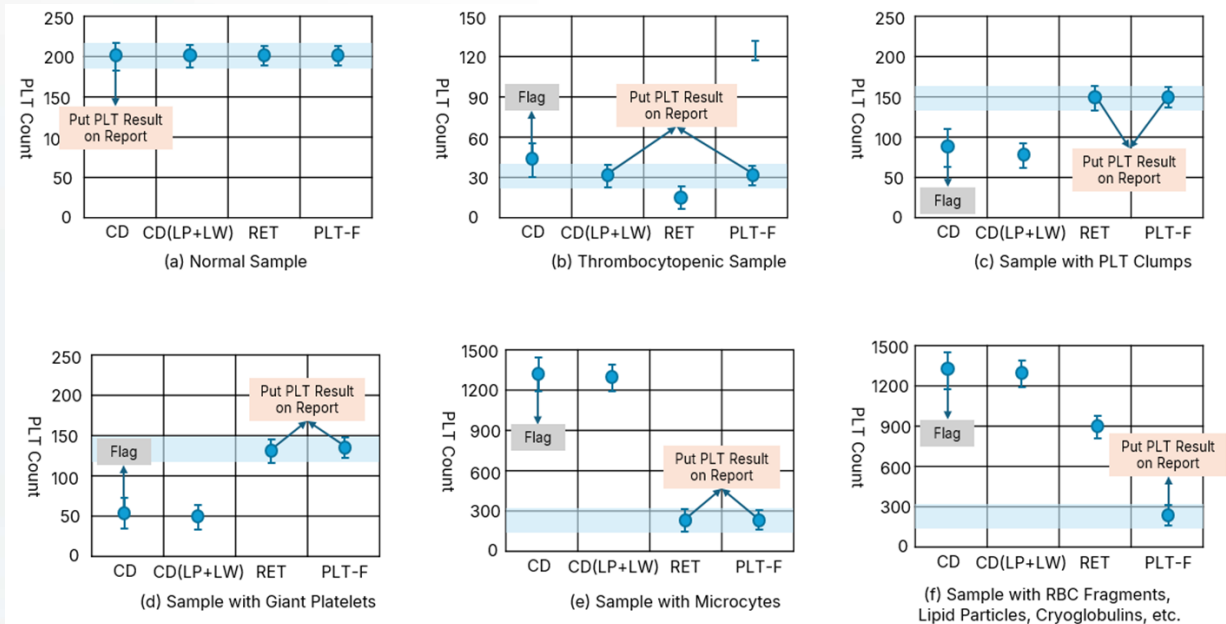 250
200
150
100
50
0
PLT Count
Put PLT Result
on Report
CD CD(LP+LW) RET PLT-F
(a) Normal Sample
150
120
90
60
30
0
PLT Count
Flag
Put PLT Result
on Report
CD CD(LP+LW) RET PLT-F
(b) Thrombocytopenic Sample
250
200
150
100
50
0
PLT Count
Flag
Put PLT Result
on Report
CD CD(LP+LW) RET PLT-F
(c) Sample with PLT Clumps
250
200
150
100
50
0
PLT Count
Flag
Put PLT Result
on Report
CD CD(LP+LW) RET PLT-F
(d) Sample with Giant Platelets
1500
1200
900
600
300
0
PLT Count
Flag
Put PLT Result
on Report
CD CD(LP+LW) RET PLT-F
(e) Sample with Microcytes
1500
1200
900
600
300
0
PLT Count
Flag
Put PLT Result
on Report
CD CD(LP+LW) RET PLT-F
(f) Sample with RBC Fragments,
Lipid Particles, Cryoglobulins, etc.